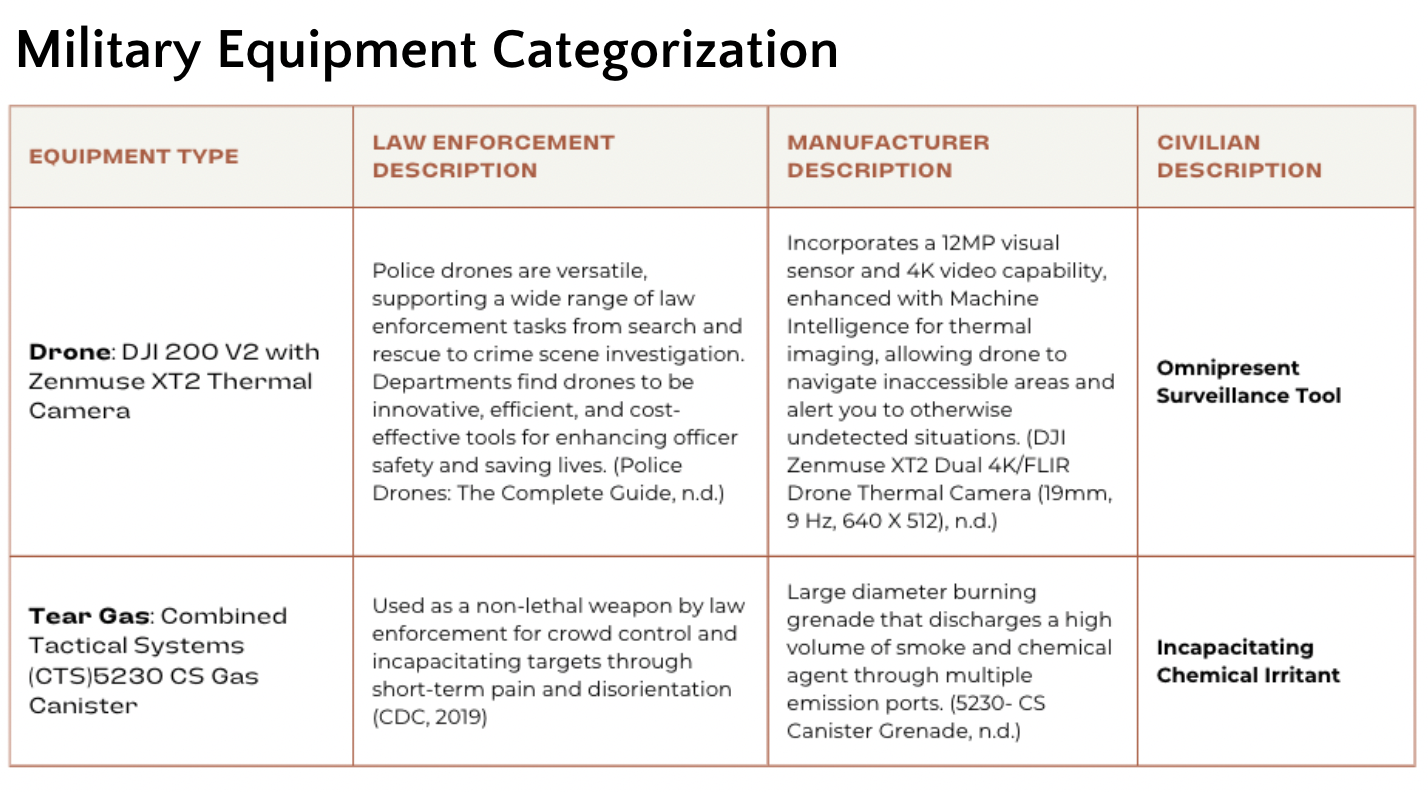 Military Equipment Categorization
EQUIPMENT TYPE
LAW ENFORCEMENT
DESCRIPTION
MANUFACTURER
DESCRIPTION
CIVILIAN
DESCRIPTION
Drone: DJI 200 V2 with
Zenmuse XT2 Thermal
Camera
Police drones are versatile,
supporting a wide range of law
enforcement tasks from search and
rescue to crime scene investigation.
Departments find drones to be
innovative, efficient, and cost-
effective tools for enhancing officer
safety and saving lives. (Police
Drones: The Complete Guide, n.d.)
Incorporates a 12MP visual
sensor and 4K video capability,
enhanced with Machine
Intelligence for thermal
imaging, allowing drone to
navigate inaccessible areas and
alert you to otherwise
undetected situations. (DJI
Zenmuse XT2 Dual 4K/FLIR
Drone Thermal Camera (19mm,
9 Hz, 640 X 512), n.d.)
Omnipresent
Surveillance Tool
Tear Gas: Combined
Tactical Systems
(CTS)5230 CS Gas
Canister
Used as a non-lethal weapon by law
enforcement for crowd control and
incapacitating targets through
short-term pain and disorientation
(CDC, 2019)
Large diameter burning
grenade that discharges a high
volume of smoke and chemical
agent through multiple
emission ports. (5230- CS
Canister Grenade, n.d.)
Incapacitating
Chemical Irritant